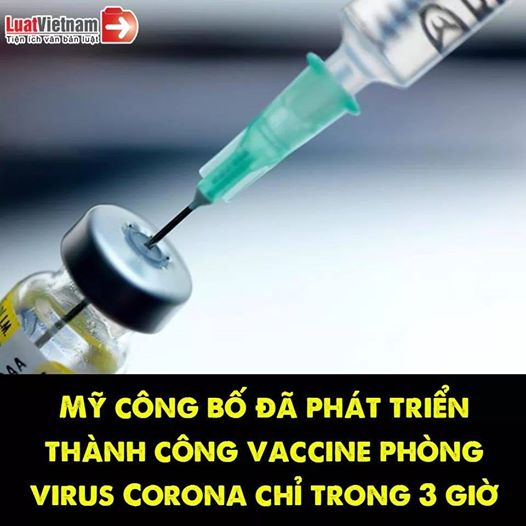 LuatVietnam
Tiện ích văn bản luật
MỸ CÔNG BỐ ĐÃ PHÁT TRIỂN
THÀNH CÔNG VACCINE PHÒNG
VIRUS CORONA CHỈ TRONG 3 GIỜ